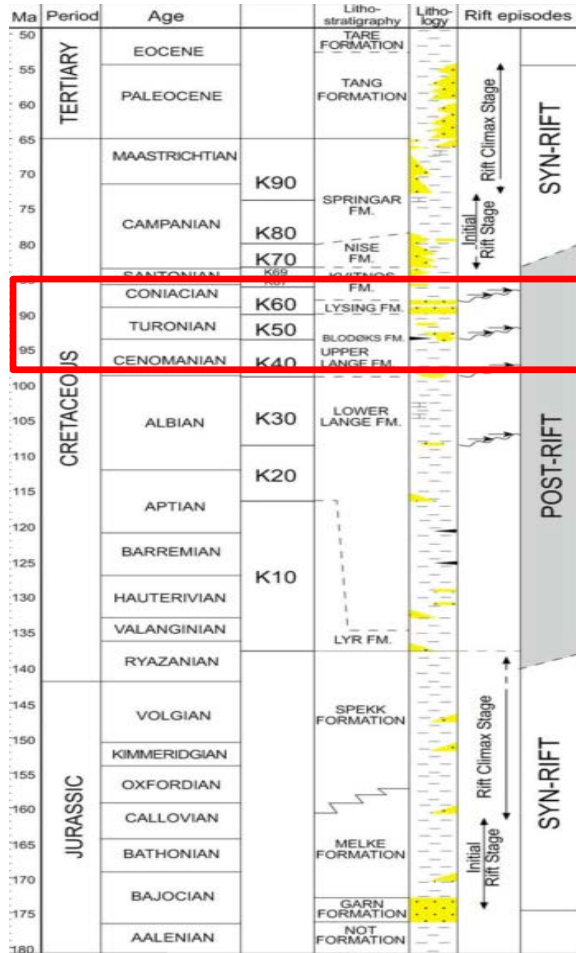 Ma Period Age Litho-stratigraphy Litho-logy Rift episodes
50
55
60
65
70
75
80
90
95
100
105
110
115
120
125
130
135
140
145
150
155
160
165
170
175
180
TERTIARY
CRETACEOUS
JURASSIC
EOCENE
PALEOCENE
MAASTRICHTIAN
CAMPANIAN
SANTONIAN
CONIACIAN
TURONIAN
CENOMANIAN
ALBIAN
APTIAN
BARREMIAN
HAUTERIVIAN
VALANGINIAN
RYAZANIAN
VOLGIAN
KIMMERIDGIAN
OXFORDIAN
CALLOVIAN
BATHONIAN
BAJOCIAN
AALENIAN
K90
K80
K70
K69
K60
K50
K40
K30
K20
K10
TARE
FORMATION
TANG
FORMATION
SPRINGAR
FM.
NISE
FM.
FM.
LYSING FM.
BLODØKS FM.
UPPER
LANGE FM.
LOWER
LANGE FM.
LYR FM.
SPEKK
FORMATION
MELKE
FORMATION
GARN
FORMATION
NOT
FORMATION
Rift Climax Stage
Initial
Rift Stage
Rift Climax Stage
Initial
Rift Stage
SYN-RIFT
POST-RIFT
SYN-RIFT